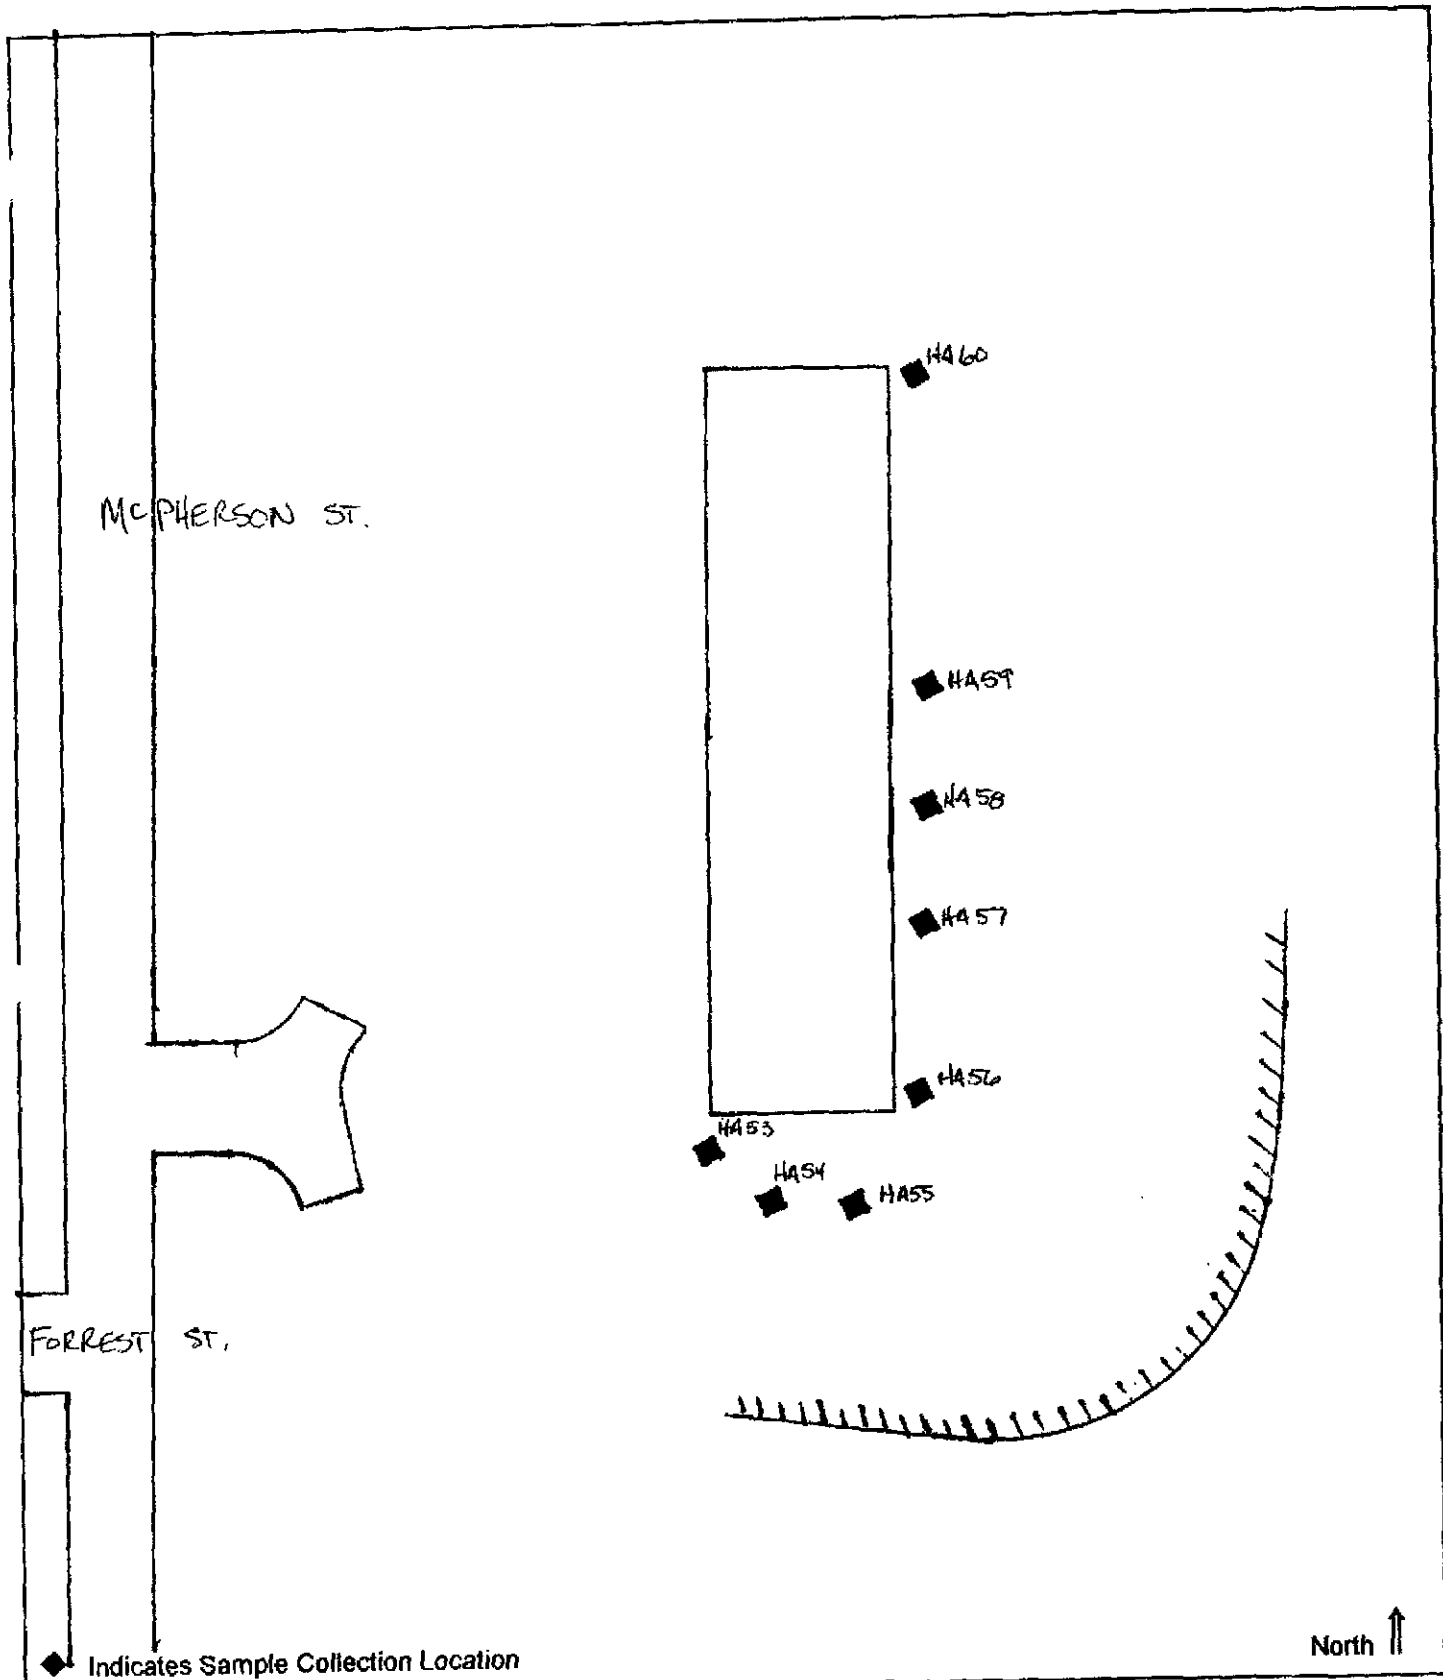 HA60
McPHERSON ST.
HA59
HA58
HA57
HA56
HA53
HA54
HA55
FORREST ST.
North
Indicates Sample Collection Location